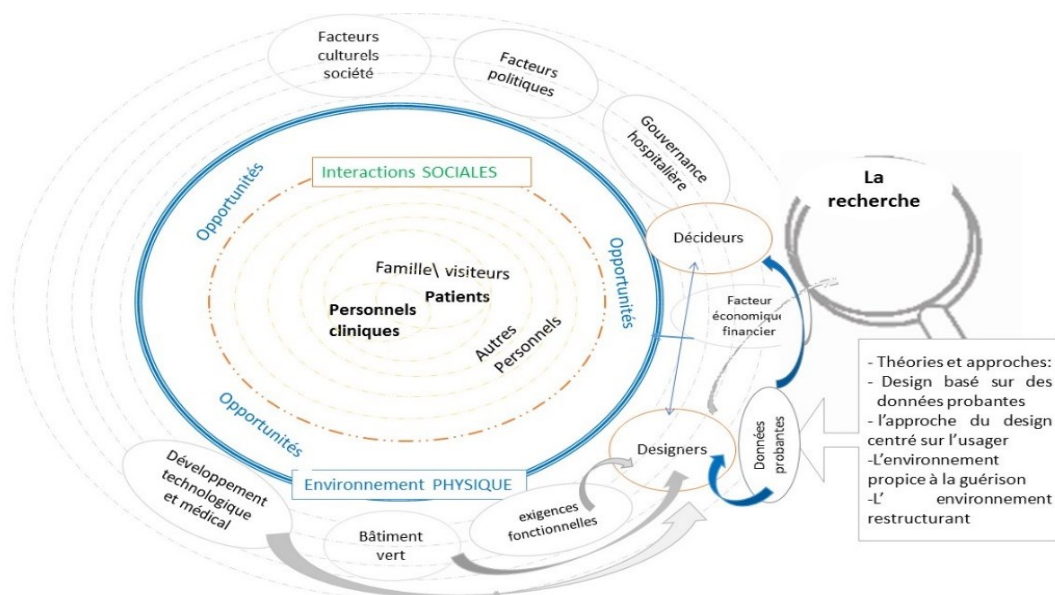 Facteurs
culturels
société
Facteurs
politiques
Gouvernance
hospitalière
La
recherche
Opportunités
Interactions SOCIALES
Décideurs
Opportunités
Famille\ visiteurs
Patients
Personnels
cliniques
Autres
Personnels
Facteur
économique
financier
Opportunités
Designers
Données
probantes
- Théories et approches:
- Design basé sur des
données probantes
- l'approche du design
centré sur l'usager
-L'environnement
propice à la guérison
-L' environnement
restructurant
Développement
technologique
et médical
Environnement PHYSIQUE
exigences
fonctionnelles
Bâtiment
vert